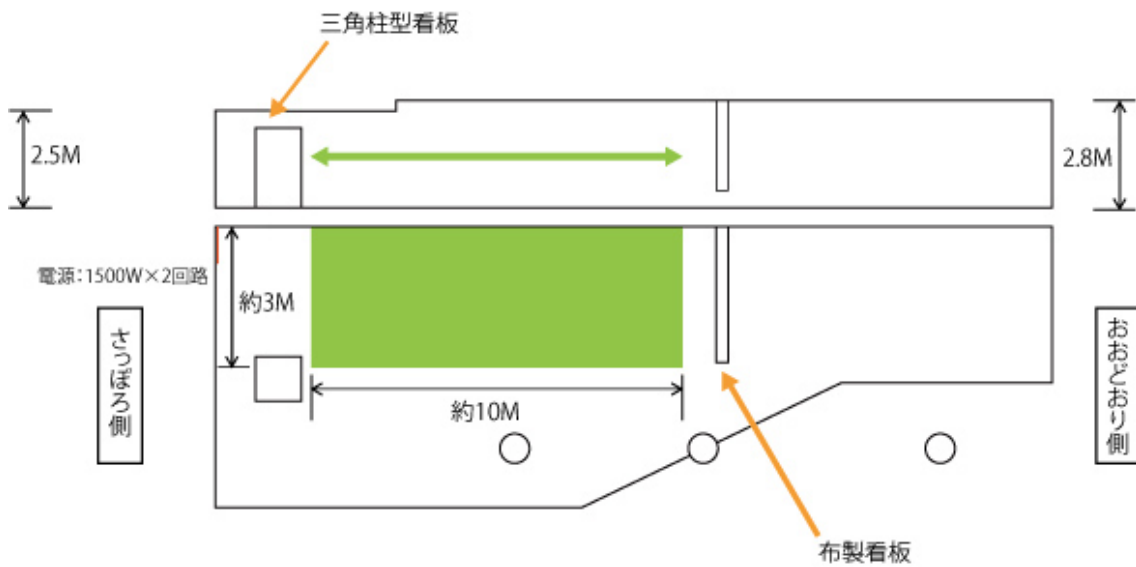 三角柱型看板
2.5M
2.8M
電源：1500W×2回路
約3M
さっぽろ側
おおどおり側
約10M
布製看板